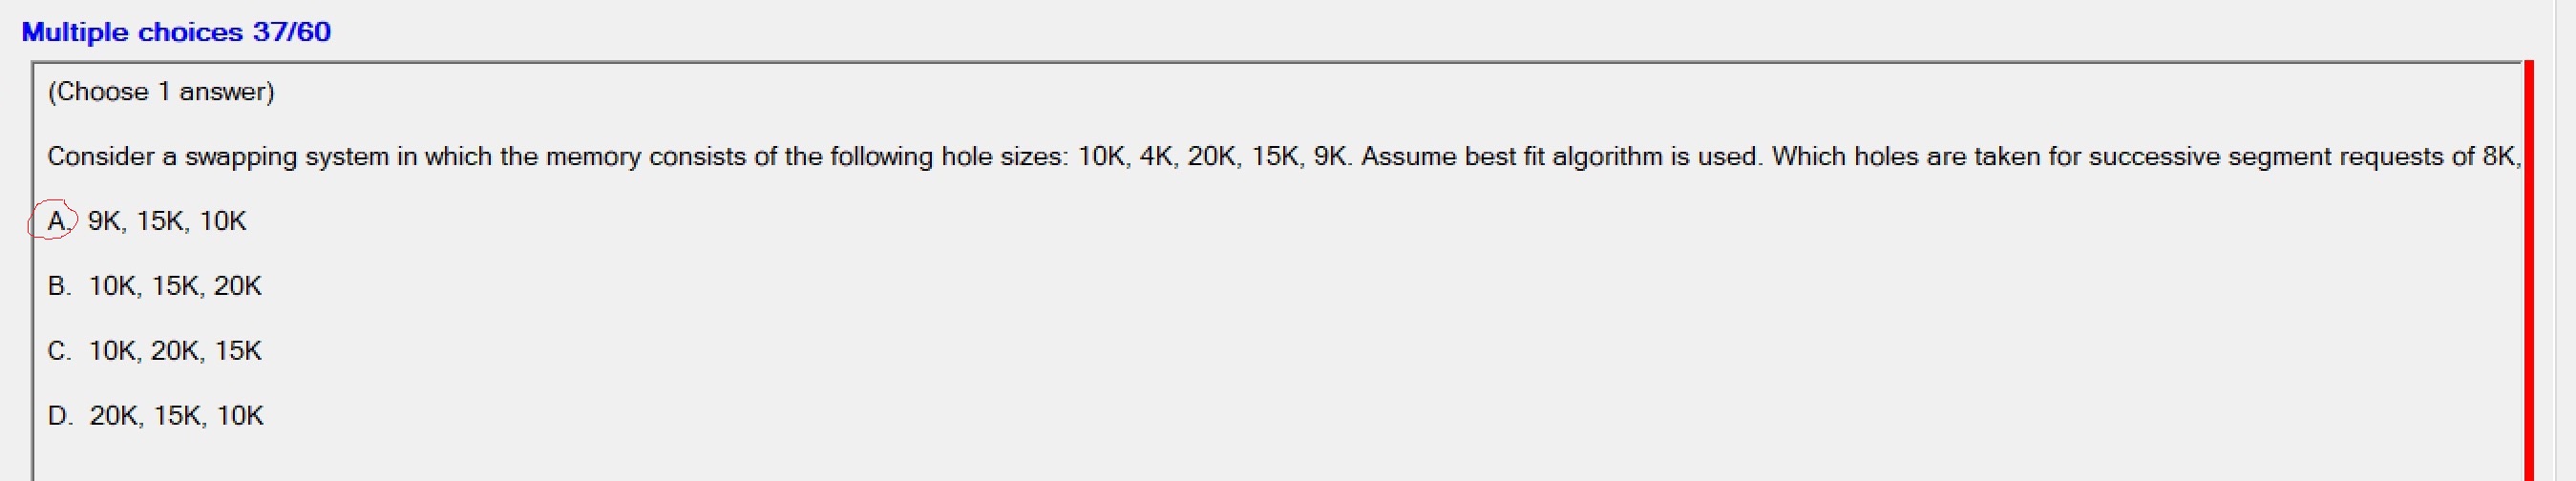 Multiple choices 37/60
(Choose 1 answer)
Consider a swapping system in which the memory consists of the following hole sizes: 10K, 4K, 20K, 15K, 9K. Assume best fit algorithm is used. Which holes are taken for successive segment requests of 8K,
A. 9K, 15K, 10K
B. 10K, 15K, 20K
C. 10K, 20K, 15K
D. 20K, 15K, 10K